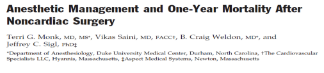 Anesthetic Management and One-Year Mortality After
Noncardiac Surgery
Terri G. Monk, MD, MS*, Vikas Saini, MD, FACC†, B. Craig Weldon, MD*, and
Jeffrey C. Sigl, PhD‡
*Department of Anesthesiology, Duke University Medical Center, Durham, North Carolina, †The Cardiovascular
Specialists LLC, Hyannis, Massachusetts, ‡Aspect Medical Systems, Newton, Massachusetts